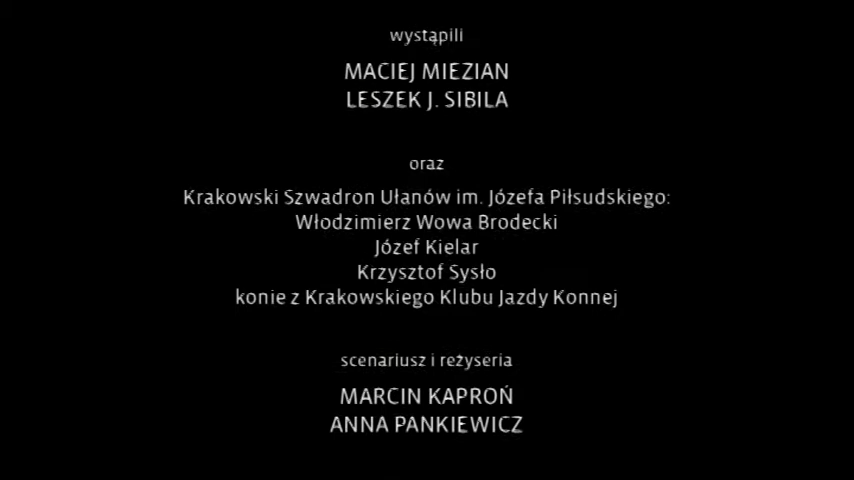 wystąpili
MACIEJ MIEZIAN
LESZEK J. SIBILA
oraz
Krakowski Szwadron Ułanów im. Józefa Piłsudskiego:
Włodzimierz Wowa Brodecki
Józef Kielar
Krzysztof Sysło
konie z Krakowskiego Klubu Jazdy Konnej
scenariusz i reżyseria
MARCIN KAPROŃ
ANNA PANKIEWICZ